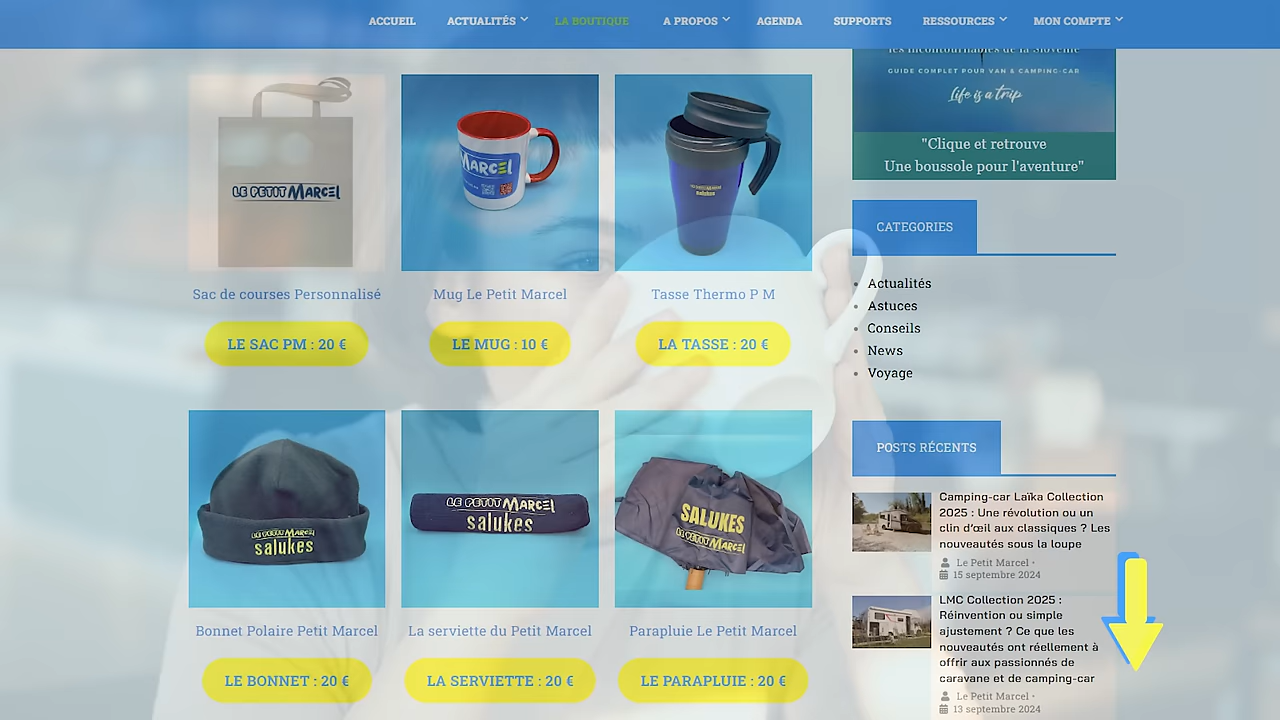 ACCUEIL
ACTUALITÉS
LA BOUTIQUE
A PROPOS
AGENDA
SUPPORTS
RESSOURCES
MON COMPTE
LE PETIT MARCEL
MARCEL
salukes
Sac de courses Personnalisé
Mug Le Petit Marcel
Tasse Thermo P M
LE SAC PM : 20 €
LE MUG : 10 €
LA TASSE : 20 €
LE PETIT MARCEL
salukes
LE PETIT MARCEL
salukes
SALUKES
LE PETIT MARCEL
Bonnet Polaire Petit Marcel
La serviette du Petit Marcel
Parapluie Le Petit Marcel
LE BONNET : 20 €
LA SERVIETTE : 20 €
LE PARAPLUIE : 20 €
les incontournables de la Slovénie
GUIDE COMPLET POUR VAN & CAMPING-CAR
Life is a trip
"Clique et retrouve
Une boussole pour l'aventure"
CATEGORIES
Actualités
Astuces
Conseils
News
Voyage
POSTS RÉCENTS
Camping-car Laïka Collection
2025 : Une révolution ou un
clin d'œil aux classiques ? Les
nouveautés sous la loupe
Le Petit Marcel •
15 septembre 2024
LMC Collection 2025 :
Réinvention ou simple
ajustement ? Ce que les
nouveautés ont réellement à
offrir aux passionnés de
caravane et de camping-car
Le Petit Marcel •
13 septembre 2024